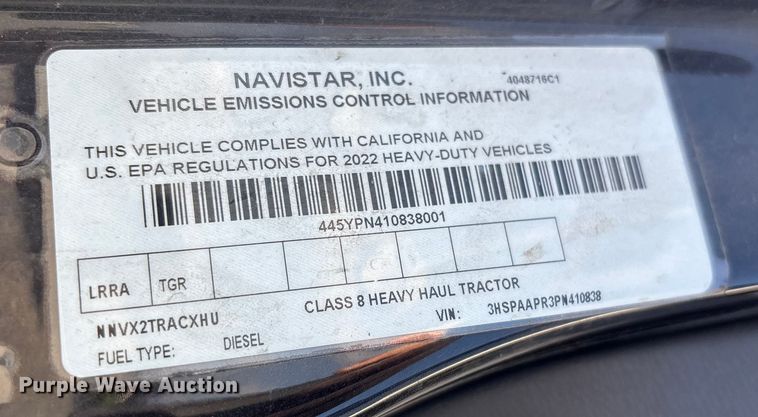 NAVISTAR, INC.
4048716C1
VEHICLE EMISSIONS CONTROL INFORMATION
THIS VEHICLE COMPLIES WITH CALIFORNIA AND
U.S. EPA REGULATIONS FOR 2022 HEAVY-DUTY VEHICLES
445YPN410838001
LRRA TGR
CLASS 8 HEAVY HAUL TRACTOR
NNVX2TRACXHU VIN: 3HSPAAPR3PN410838
FUEL TYPE: DIESEL
Purple Wave Auction